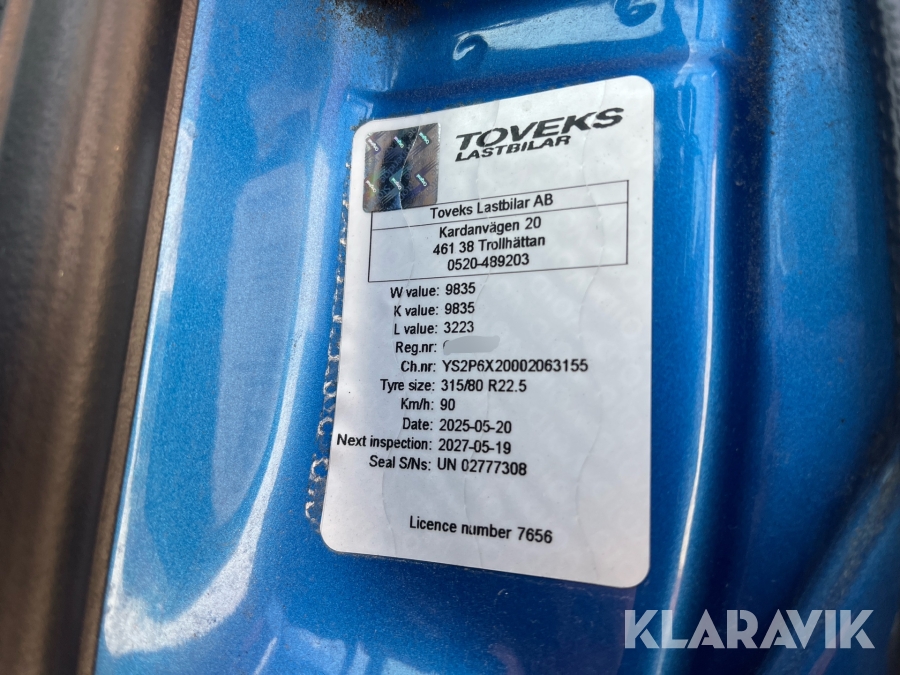 TOVEKS
LASTBILAR
Toveks Lastbilar AB
Kardanvägen 20
461 38 Trollhättan
0520-489203
W value: 9835
K value: 9835
L value: 3223
Reg.nr:
Ch.nr: YS2P6X20002063155
Tyre size: 315/80 R22.5
Km/h: 90
Date: 2025-05-20
Next inspection: 2027-05-19
Seal S/Ns: UN 02777308
Licence number 7656
KLARAVIK